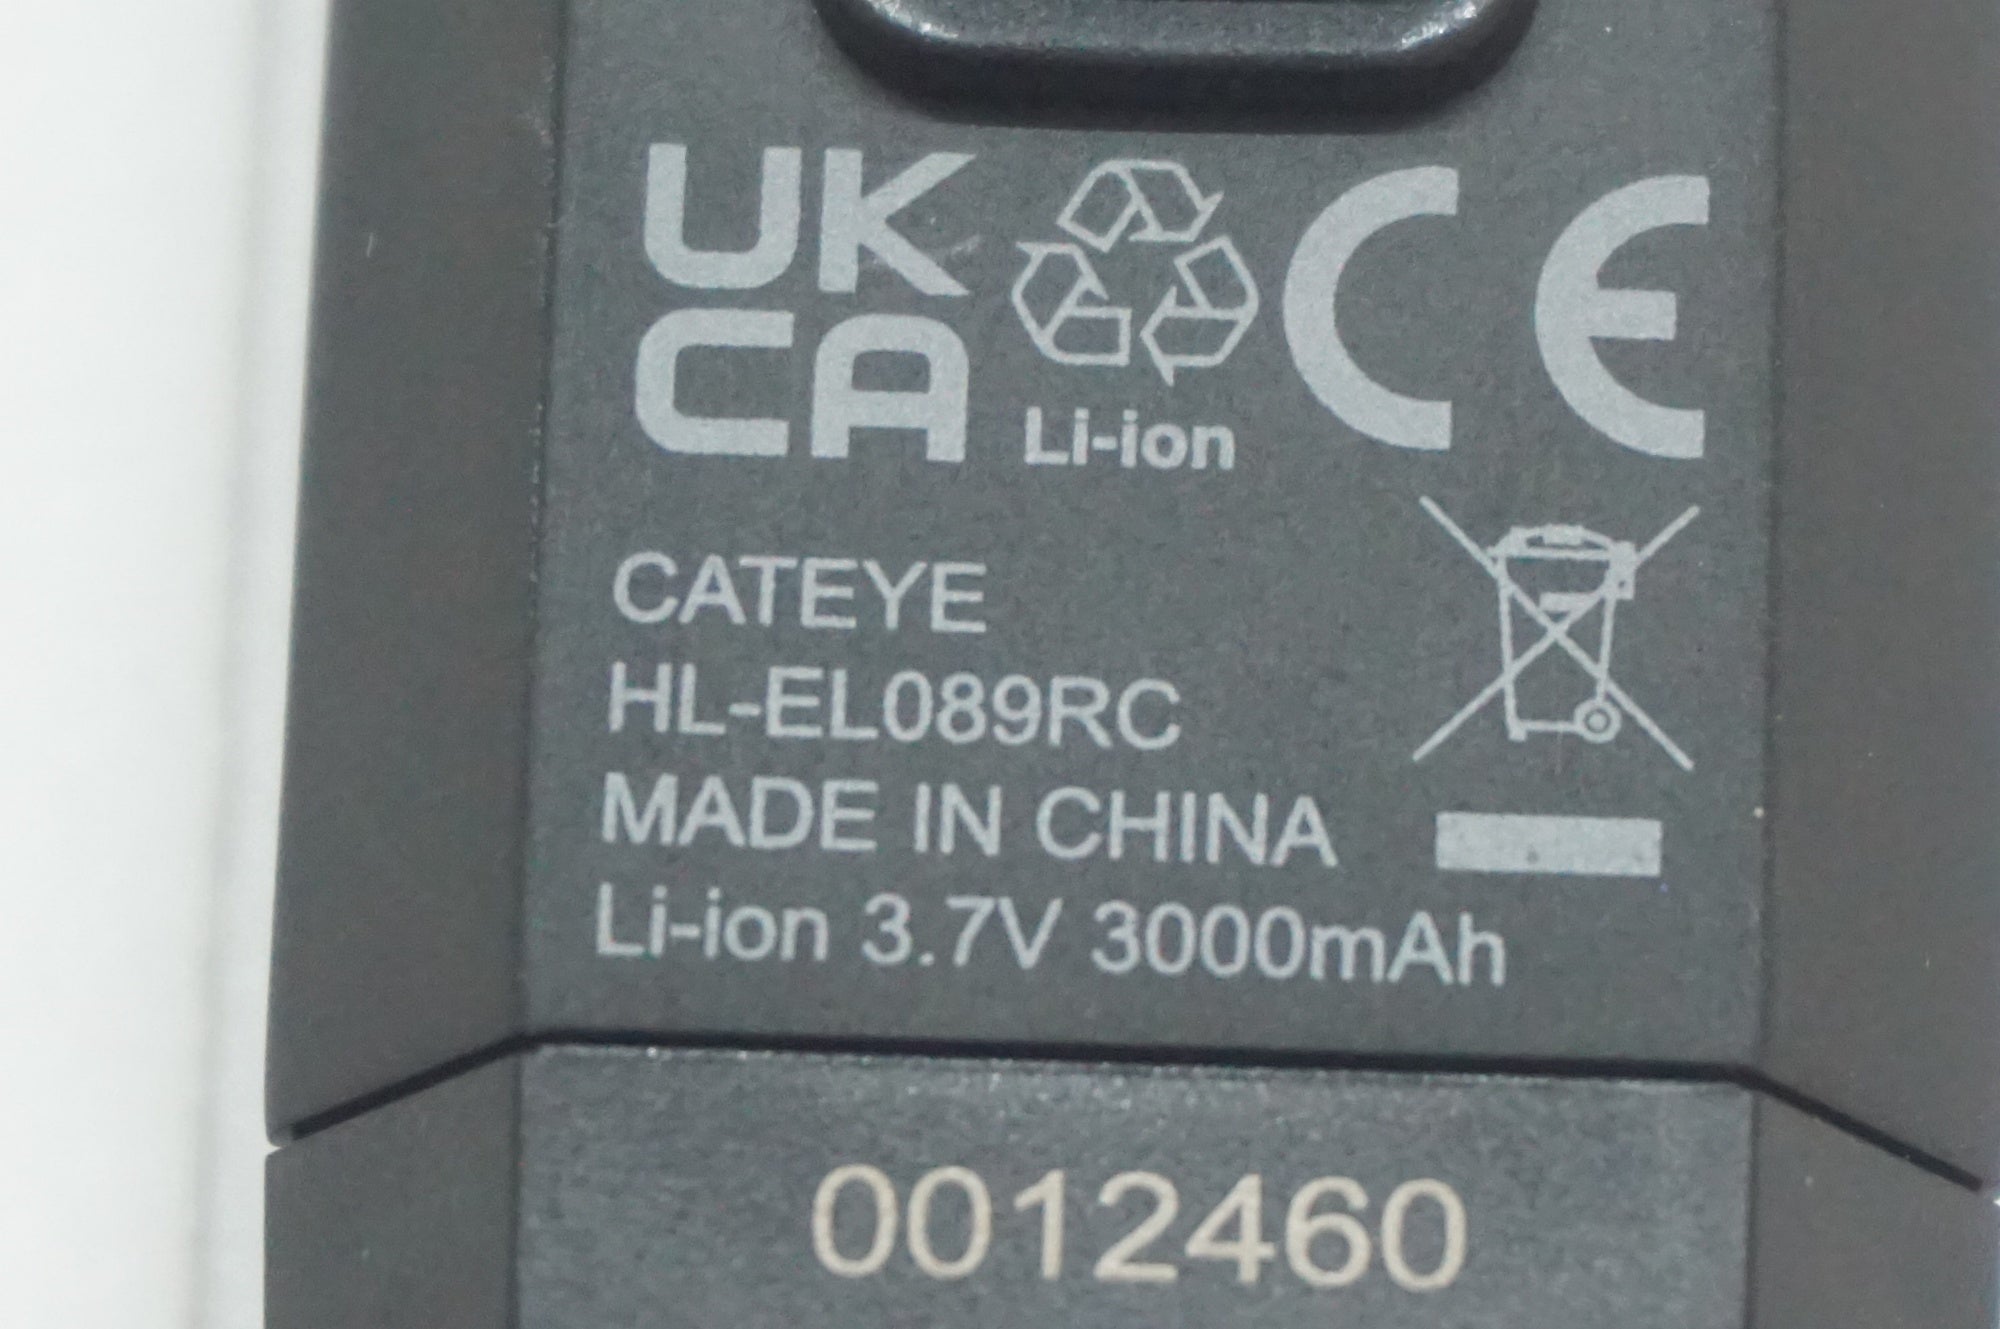 UK
CA
Li-ion
CE
CATEYE
HL-EL089RC
MADE IN CHINA
Li-ion 3.7V 3000mAh
0012460